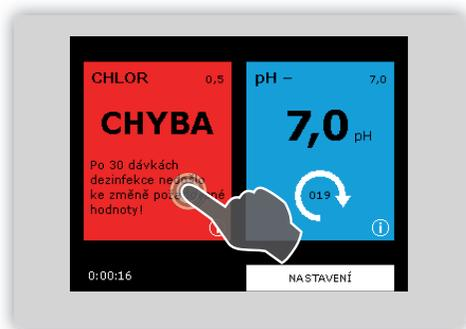 CHLOR 0,5
CHYBA
Po 30 dávkách
dezinfekce nedošlo
ke změně
hodnoty!
i
pH – 7,0
7,0 pH
019
i
0:00:16
NASTAVENÍ